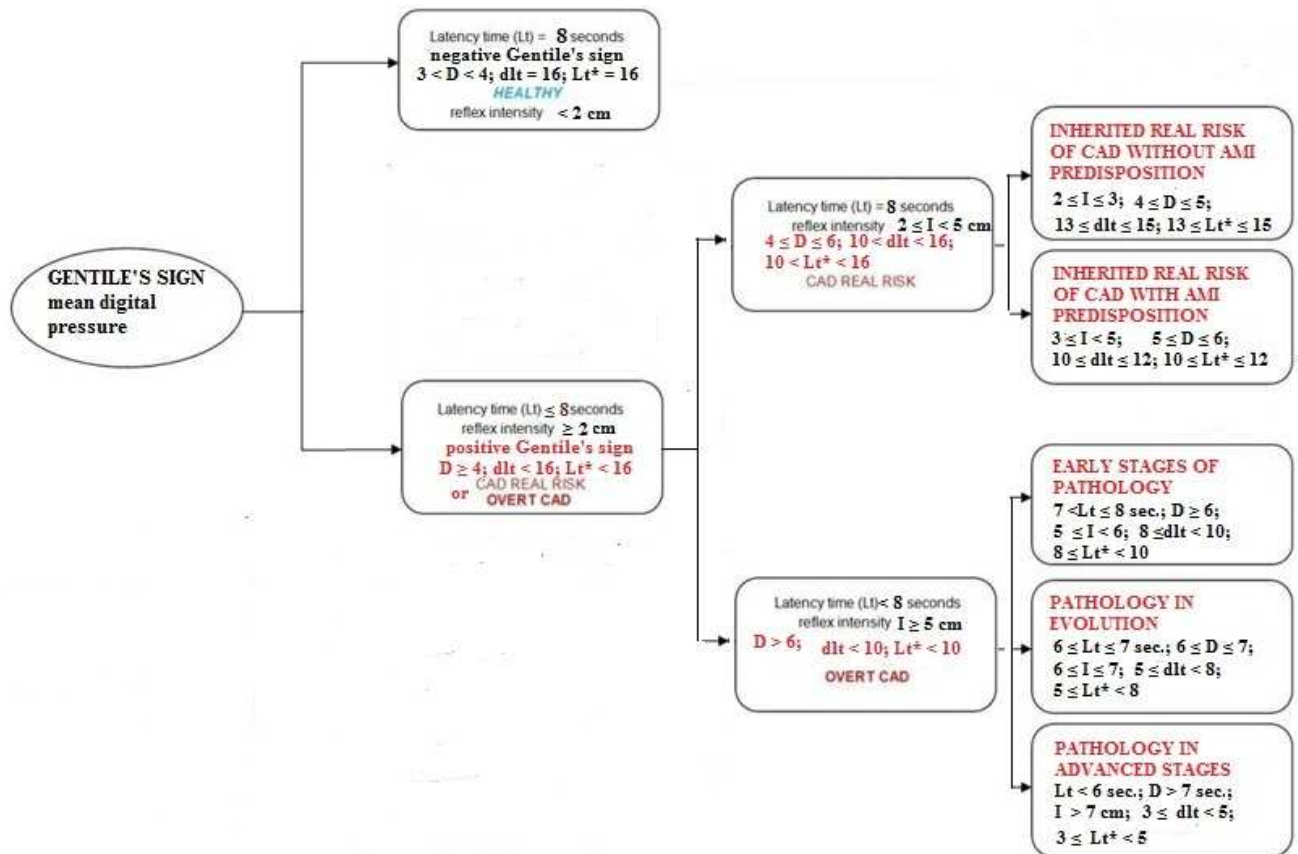 GENTILE'S SIGN
mean digital
pressure
Latency time (Lt) = 8 seconds
negative Gentile's sign
3 < D < 4; dlt = 16; Lt* = 16
HEALTHY
reflex intensity < 2 cm
Latency time (Lt) ≤ 8 seconds
reflex intensity ≥ 2 cm
positive Gentile's sign
D ≥ 4; dlt < 16; Lt* < 16
CAD REAL RISK
or OVERT CAD
Latency time (Lt) = 8 seconds
reflex intensity 2 ≤ I < 5 cm
4 ≤ D ≤ 6; 10 < dlt < 16;
10 < Lt* < 16
CAD REAL RISK
Latency time (Lt)< 8 seconds
reflex intensity I ≥ 5 cm
D > 6; dlt < 10; Lt* < 10
OVERT CAD
INHERITED REAL RISK
OF CAD WITHOUT AMI
PREDISPOSITION
2 ≤ I ≤ 3; 4 ≤ D ≤ 5;
13 ≤ dlt ≤ 15; 13 ≤ Lt* ≤ 15
INHERITED REAL RISK
OF CAD WITH AMI
PREDISPOSITION
3 ≤ I < 5; 5 ≤ D ≤ 6;
10 ≤ dlt ≤ 12; 10 ≤ Lt* ≤ 12
EARLY STAGES OF
PATHOLOGY
7 <Lt ≤ 8 sec.; D ≥ 6;
5 ≤ I < 6; 8 ≤dlt < 10;
8 ≤ Lt* < 10
PATHOLOGY IN
EVOLUTION
6 ≤ Lt ≤ 7 sec.; 6 ≤ D ≤ 7;
6 ≤ I ≤ 7; 5 ≤ dlt < 8;
5 ≤ Lt* < 8
PATHOLOGY IN
ADVANCED STAGES
Lt < 6 sec.; D > 7 sec.;
I > 7 cm; 3 ≤ dlt < 5;
3 ≤ Lt* < 5